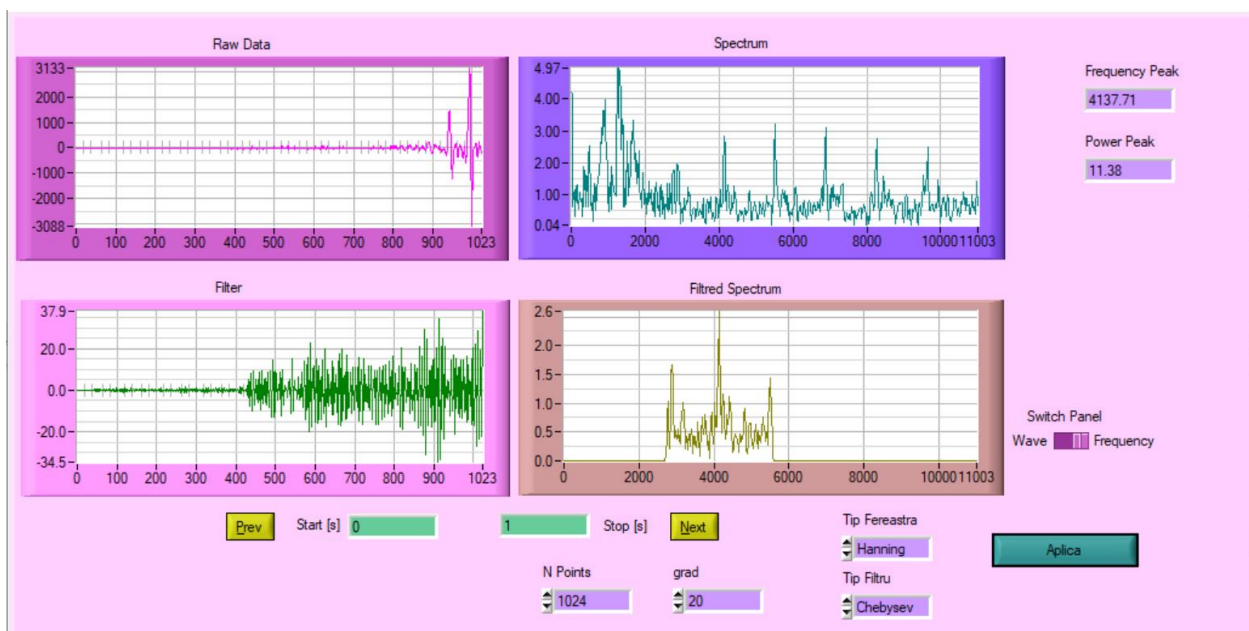 Raw Data
3133
2000
1000
0
-1000
-2000
-3088
0 100 200 300 400 500 600 700 800 900 1023
Spectrum
4.97
4.00
3.00
2.00
1.00
0.04
0 2000 4000 6000 8000 10000 11003
Frequency Peak
4137.71
Power Peak
11.38
Filter
37.9
20.0
0.0
-20.0
-34.5
0 100 200 300 400 500 600 700 800 900 1023
Filtred Spectrum
2.6
2.0
1.5
1.0
0.5
0.0
0 2000 4000 6000 8000 10000 11003
Switch Panel
Wave Frequency
Prev Start [s] 0 1 Stop [s] Next
Tip Fereastra
Hanning
Aplica
N Points
1024
grad
20
Tip Filtru
Chebysev